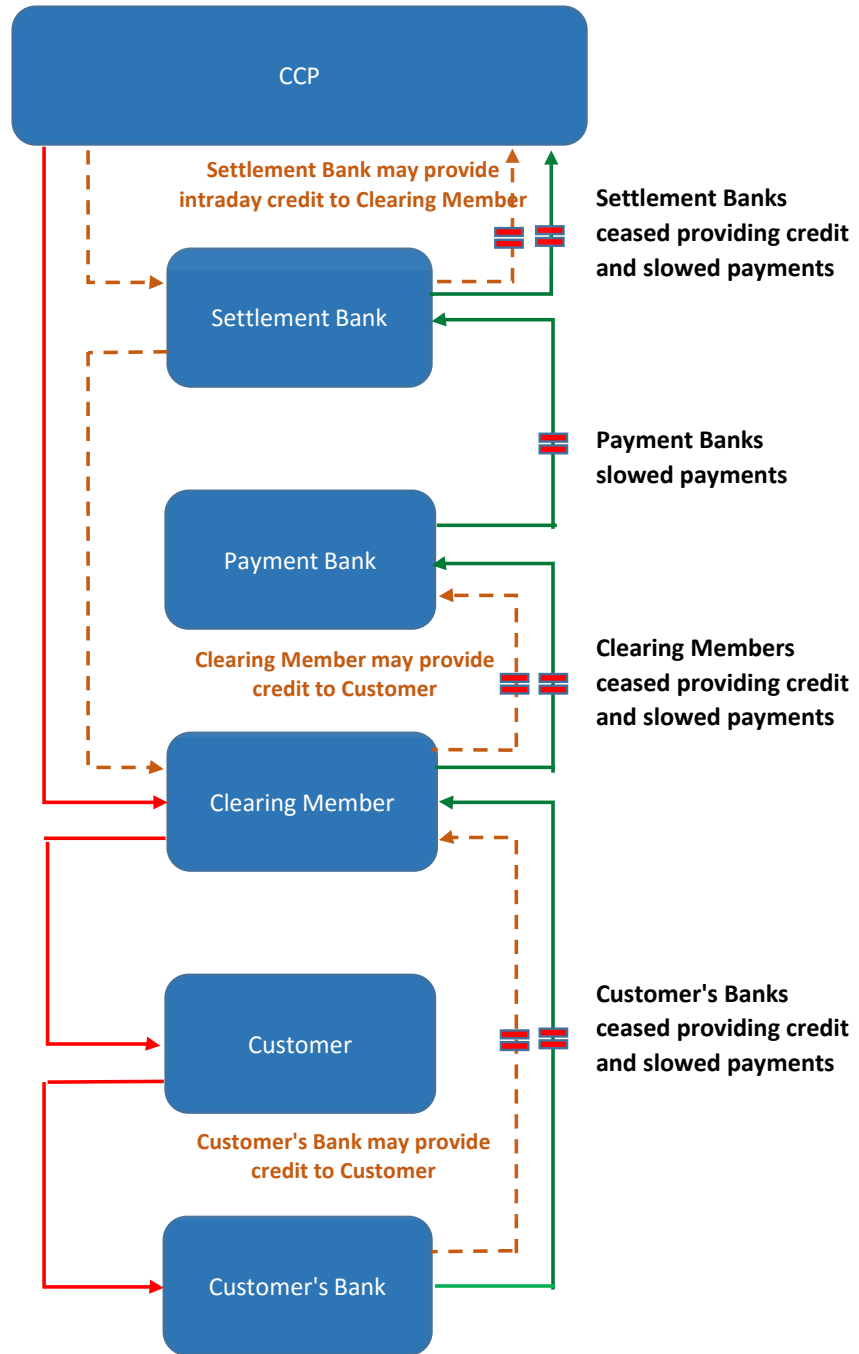 CCP
Settlement Bank may provide
intraday credit to Clearing Member
Settlement Banks
ceased providing credit
and slowed payments
Settlement Bank
Payment Banks
slowed payments
Payment Bank
Clearing Member may provide
credit to Customer
Clearing Members
ceased providing credit
and slowed payments
Clearing Member
Customer's Banks
ceased providing credit
and slowed payments
Customer
Customer's Bank may provide
credit to Customer
Customer's Bank